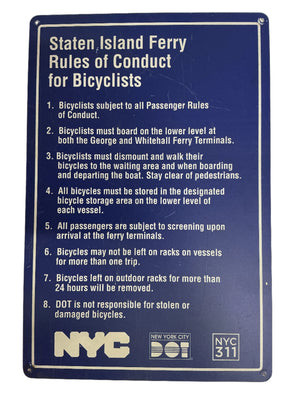 Staten Island Ferry
Rules of Conduct
for Bicyclists
1. Bicyclists subject to all Passenger Rules
of Conduct.
2. Bicyclists must board on the lower level at
both the George and Whitehall Ferry Terminals.
3. Bicyclists must dismount and walk their
bicycles to the waiting area and when boarding
and departing the boat. Stay clear of pedestrians.
4. All bicycles must be stored in the designated
bicycle storage area on the lower level of
each vessel.
5. All passengers are subject to screening upon
arrival at the ferry terminals.
6. Bicycles may not be left on racks on vessels
for more than one trip.
7. Bicycles left on outdoor racks for more than
24 hours will be removed.
8. DOT is not responsible for stolen or
damaged bicycles.
NYC
NEW YORK CITY
DOT
NYC
311